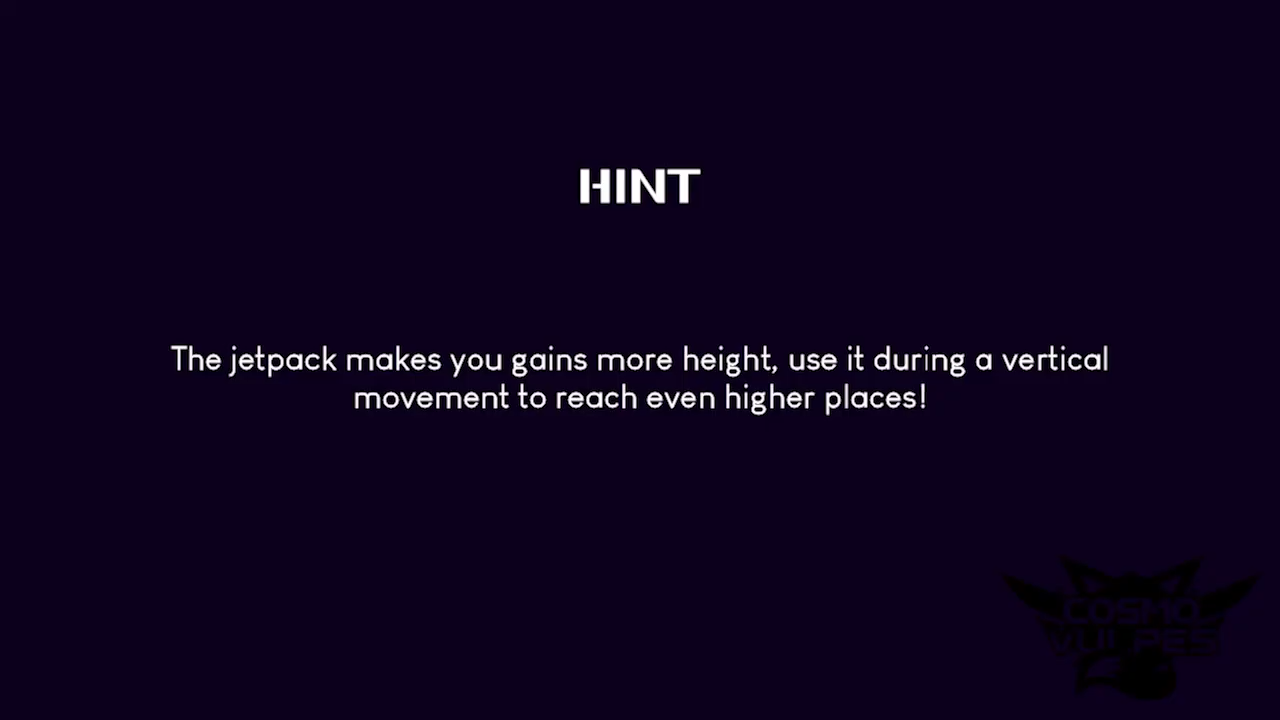 HINT
The jetpack makes you gains more height, use it during a vertical
movement to reach even higher places!
COSMO
VULPES